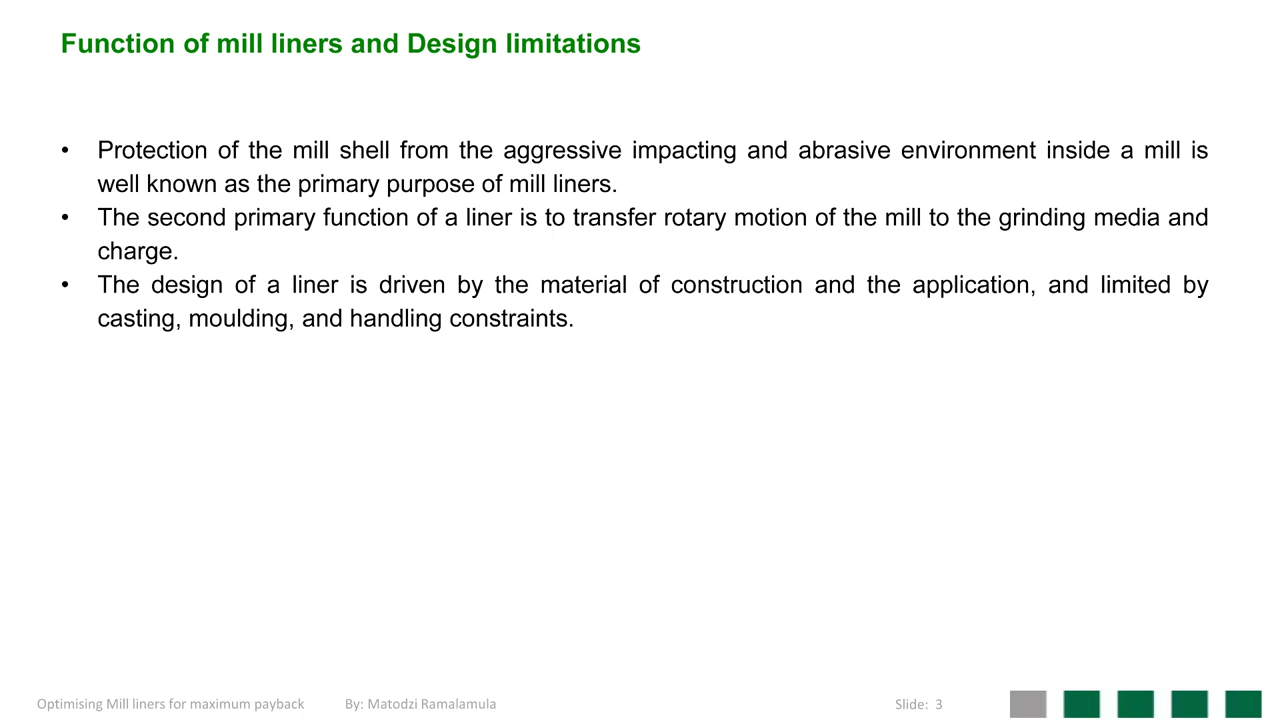 Function of mill liners and Design limitations
• Protection of the mill shell from the aggressive impacting and abrasive environment inside a mill is
well known as the primary purpose of mill liners.
• The second primary function of a liner is to transfer rotary motion of the mill to the grinding media and
charge.
• The design of a liner is driven by the material of construction and the application, and limited by
casting, moulding, and handling constraints.
Optimising Mill liners for maximum payback By: Matodzi Ramalamula Slide: 3